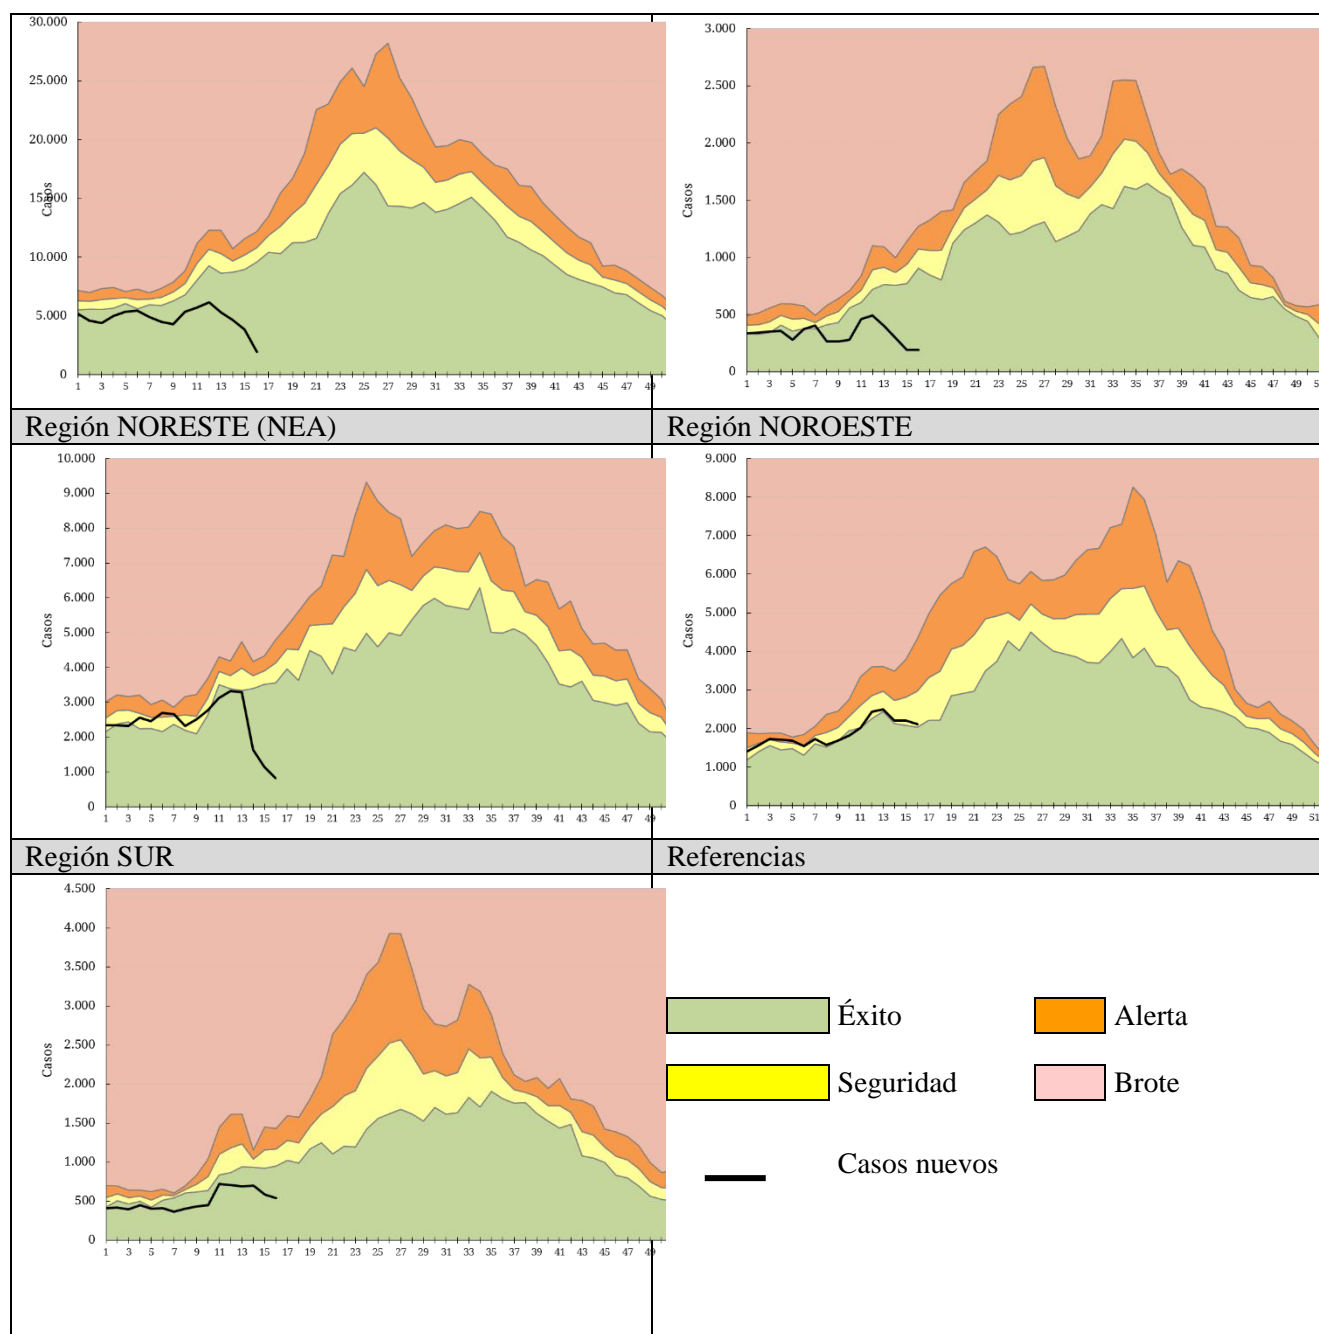 30.000
25.000
20.000
15.000
10.000
5.000
0
Casos
1 3 5 7 9 11 13 15 17 19 21 23 25 27 29 31 33 35 37 39 41 43 45 47 49
3.000
2.500
2.000
1.500
1.000
500
0
Casos
1 3 5 7 9 11 13 15 17 19 21 23 25 27 29 31 33 35 37 39 41 43 45 47 49
Región NORESTE (NEA)
Región NOROESTE
10.000
9.000
8.000
7.000
6.000
5.000
4.000
3.000
2.000
1.000
0
Casos
1 3 5 7 9 11 13 15 17 19 21 23 25 27 29 31 33 35 37 39 41 43 45 47 49
9.000
8.000
7.000
6.000
5.000
4.000
3.000
2.000
1.000
0
Casos
1 3 5 7 9 11 13 15 17 19 21 23 25 27 29 31 33 35 37 39 41 43 45 47 49 51
Región SUR
Referencias
4.500
4.000
3.500
3.000
2.500
2.000
1.500
1.000
500
0
Casos
1 3 5 7 9 11 13 15 17 19 21 23 25 27 29 31 33 35 37 39 41 43 45 47 49
Éxito
Alerta
Seguridad
Brote
Casos nuevos